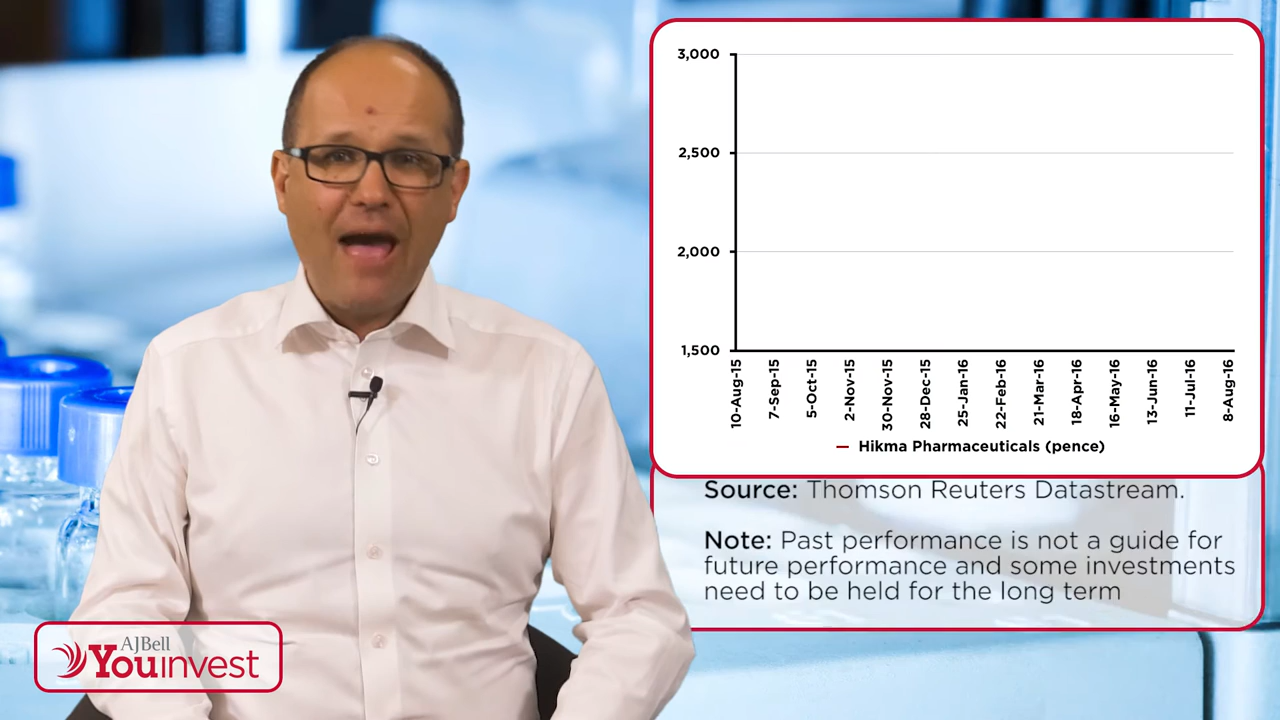 3,000
2,500
2,000
1,500
10-Aug-15
7-Sep-15
5-Oct-15
2-Nov-15
30-Nov-15
28-Dec-15
25-Jan-16
22-Feb-16
21-Mar-16
18-Apr-16
16-May-16
13-Jun-16
11-Jul-16
8-Aug-16
Hikma Pharmaceuticals (pence)
Source: Thomson Reuters Datastream.
Note: Past performance is not a guide for
future performance and some investments
need to be held for the long term
AJBell
Youinvest